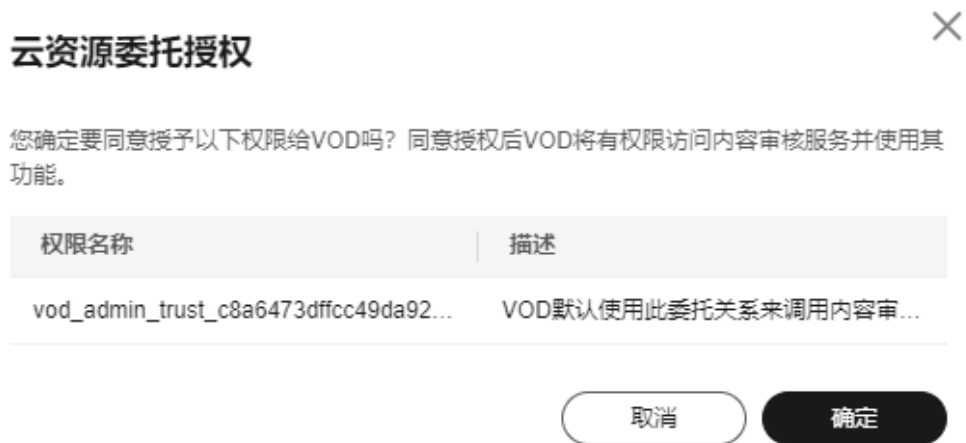 云资源委托授权
您确定要同意授予以下权限给VOD吗？同意授权后VOD将有权限访问内容审核服务并使用其
功能。
权限名称 描述
vod_admin_trust_c8a6473dffcc49da92... VOD默认使用此委托关系来调用内容审...
取消 确定